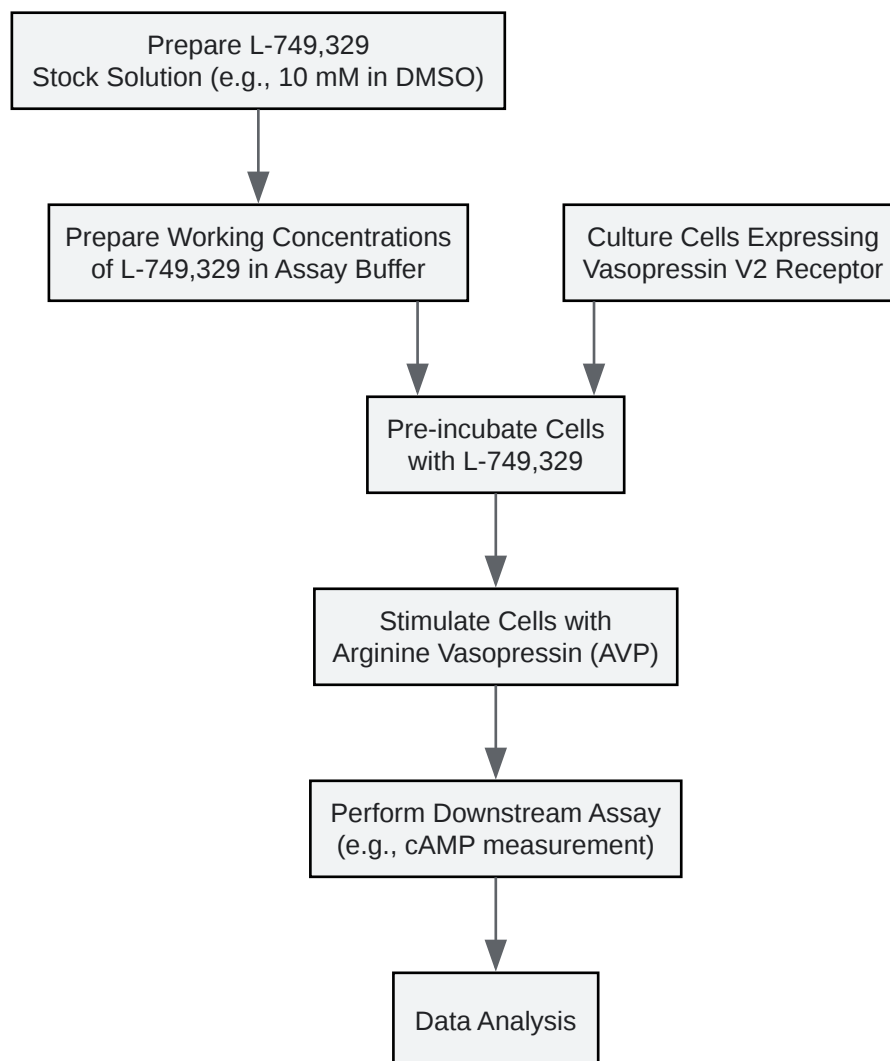 Prepare L-749,329
Stock Solution (e.g., 10 mM in DMSO)
Prepare Working Concentrations
of L-749,329 in Assay Buffer
Culture Cells Expressing
Vasopressin V2 Receptor
Pre-incubate Cells
with L-749,329
Stimulate Cells with
Arginine Vasopressin (AVP)
Perform Downstream Assay
(e.g., cAMP measurement)
Data Analysis